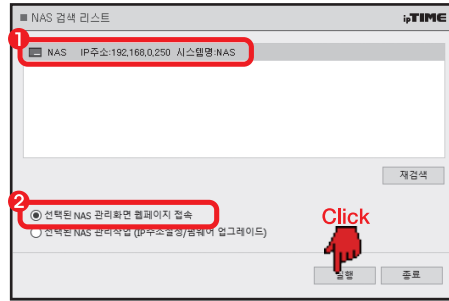 ■ NAS 검색 리스트
ipTIME
1
NAS IP주소:192,168,0,250 시스템명:NAS
재검색
2
선택된 NAS 관리화면 웹페이지 접속
선택된 NAS 관리작업 (IP주소설정/펌웨어 업그레이드)
Click
실행
종료